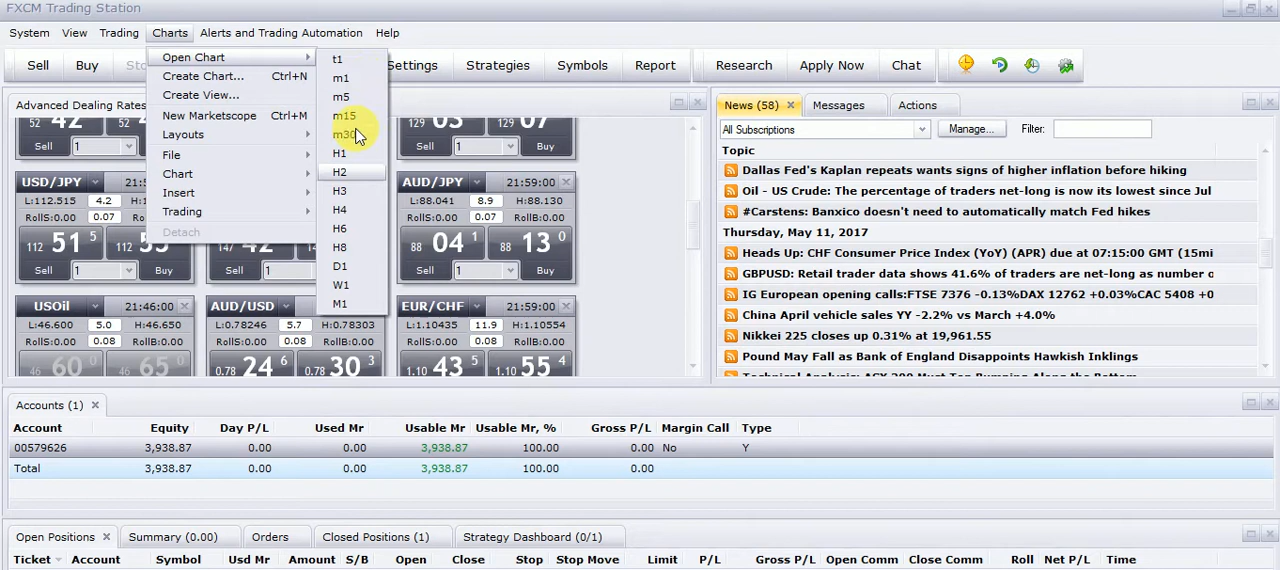 FXCM Trading Station
System View Trading Charts Alerts and Trading Automation Help
Sell Buy Settings Strategies Symbols Report Research Apply Now Chat
Open Chart
Create Chart... Ctrl+N
Create View...
New Marketscope Ctrl+M
Layouts
File
Chart
Insert
Trading
Detach
t1
m1
m5
m15
m30
H1
H2
H3
H4
H6
H8
D1
W1
M1
Advanced Dealing Rates
Sell 1
1 Buy
USD/JPY 21:5
AUD/JPY 21:59:00
L:112.515 4.2 H:1
L:88.041 8.9 H:88.130
RollS:0.00 0.07 RollB
RollS:0.00 0.07 RollB:0.00
112 51 5
88 04 1 88 13 0
Sell 1 Buy
Sell 1
Sell 1 Buy
USOil 21:46:00
AUD/USD
EUR/CHF 21:59:00
L:46.600 5.0 H:46.650
L:0.78246 5.7 H:0.78303
L:1.10435 11.9 H:1.10554
RollS:0.00 0.08 RollB:0.00
RollS:0.00 0.08 RollB:0.00
RollS:0.00 0.08 RollB:0.00
46 60 0 46 65 0
0.78 24 6 0.78 30 3
1.10 43 5 1.10 55 4
News (58) Messages Actions
All Subscriptions Manage... Filter:
Topic
Dallas Fed's Kaplan repeats wants signs of higher inflation before hiking
Oil - US Crude: The percentage of traders net-long is now its lowest since Jul
#Carstens: Banxico doesn't need to automatically match Fed hikes
Thursday, May 11, 2017
Heads Up: CHF Consumer Price Index (YoY) (APR) due at 07:15:00 GMT (15mi
GBPUSD: Retail trader data shows 41.6% of traders are net-long as number o
IG European opening calls:FTSE 7376 -0.13%DAX 12762 +0.03%CAC 5408 +0
China April vehicle sales YY -2.2% vs March +4.0%
Nikkei 225 closes up 0.31% at 19,961.55
Pound May Fall as Bank of England Disappoints Hawkish Inklings
Accounts (1)
Account Equity Day P/L Used Mr Usable Mr Usable Mr, % Gross P/L Margin Call Type
00579626 3,938.87 0.00 0.00 3,938.87 100.00 0.00 No Y
Total 3,938.87 0.00 0.00 3,938.87 100.00 0.00
Open Positions Summary (0.00) Orders Closed Positions (1) Strategy Dashboard (0/1)
Ticket Account Symbol Usd Mr Amount S/B Open Close Stop Stop Move Limit P/L Gross P/L Open Comm Close Comm Roll Net P/L Time